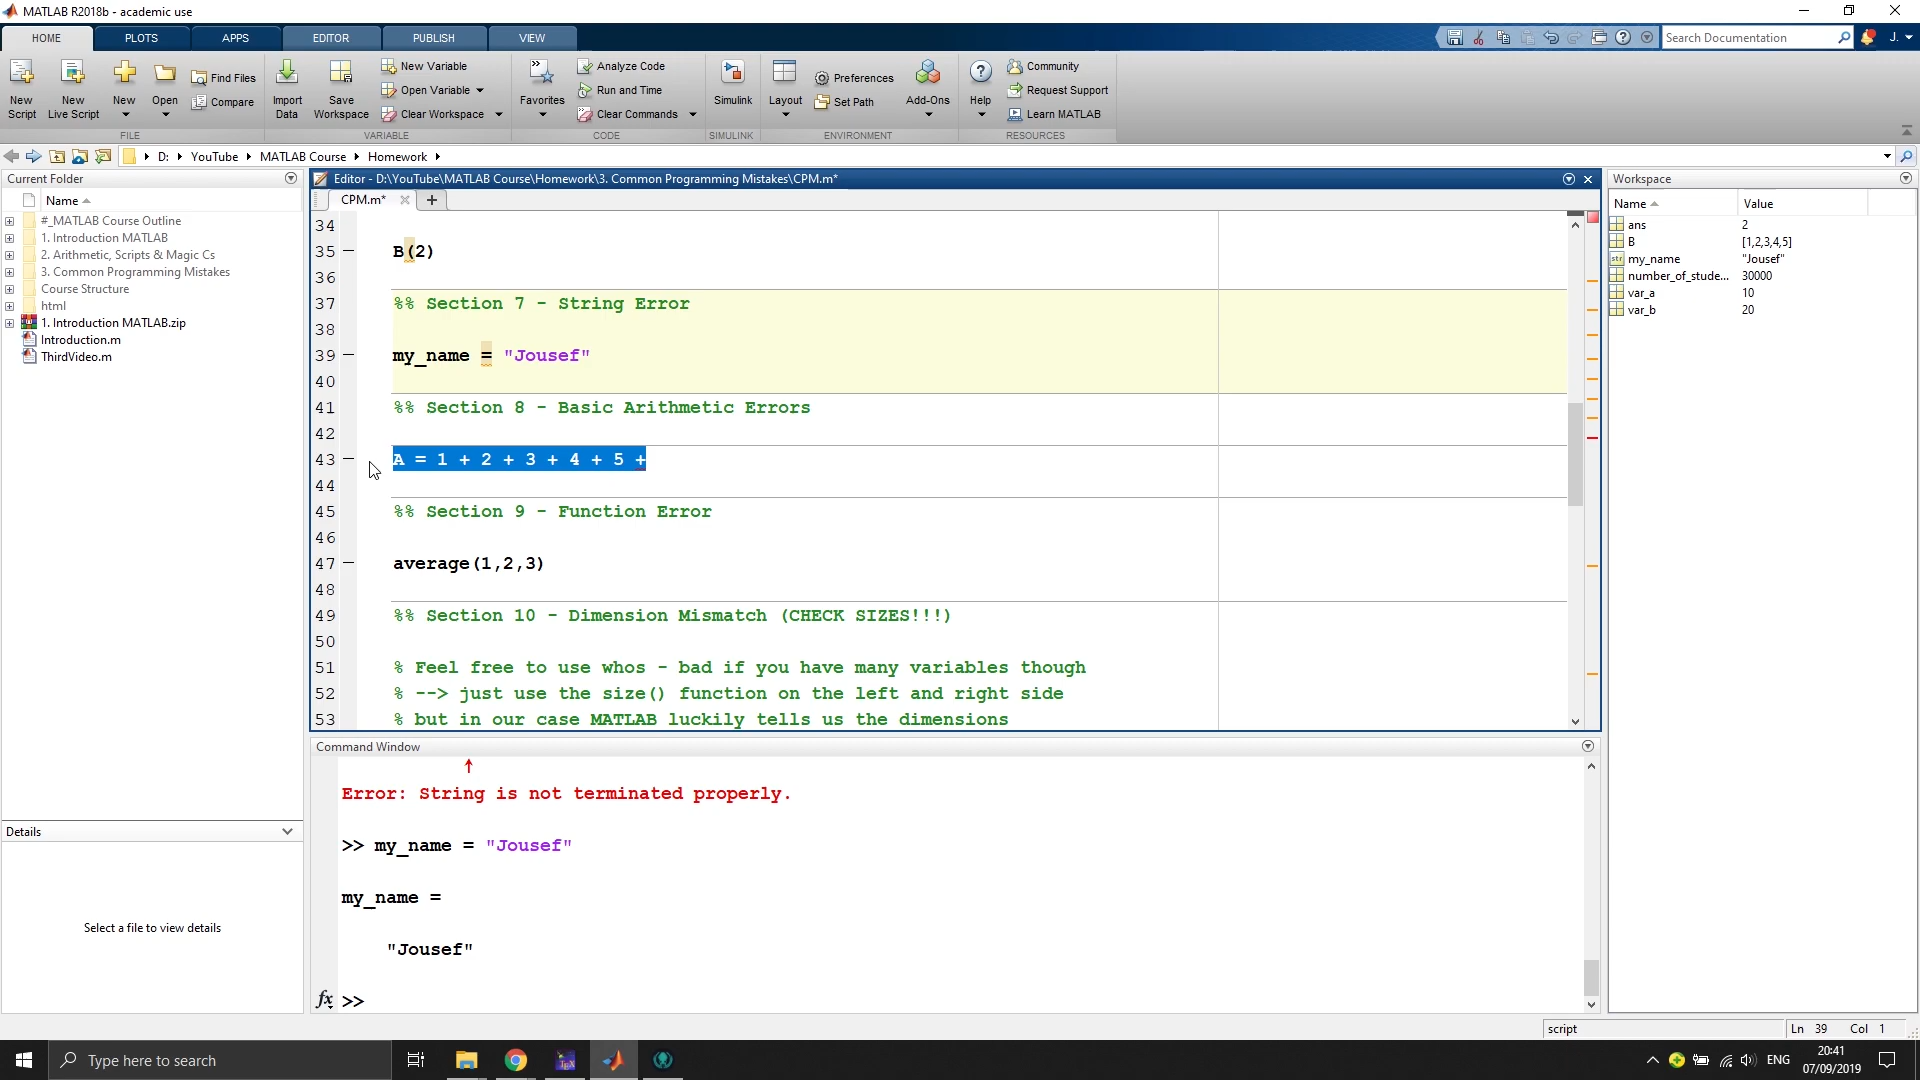 MATLAB R2018b - academic use
HOME PLOTS APPS EDITOR PUBLISH VIEW
Search Documentation
J.
New Script
New Live Script
New
Open
Find Files
Compare
Import Data
Save Workspace
New Variable
Open Variable
Clear Workspace
Favorites
Analyze Code
Run and Time
Clear Commands
Simulink
Layout
Preferences
Set Path
Add-Ons
Help
Community
Request Support
Learn MATLAB
FILE VARIABLE CODE SIMULINK ENVIRONMENT RESOURCES
D: YouTube MATLAB Course Homework
Current Folder
Name
#_MATLAB Course Outline
1. Introduction MATLAB
2. Arithmetic, Scripts & Magic Cs
3. Common Programming Mistakes
Course Structure
html
1. Introduction MATLAB.zip
Introduction.m
ThirdVideo.m
Details
Select a file to view details
Editor - D:\YouTube\MATLAB Course\Homework\3. Common Programming Mistakes\CPM.m*
CPM.m*
34
35 B(2)
36
37 %% Section 7 - String Error
38
39 my_name = "Jousef"
40
41 %% Section 8 - Basic Arithmetic Errors
42
43 A = 1 + 2 + 3 + 4 + 5 +
44
45 %% Section 9 - Function Error
46
47 average(1,2,3)
48
49 %% Section 10 - Dimension Mismatch (CHECK SIZES!!!)
50
51 % Feel free to use whos - bad if you have many variables though
52 % --> just use the size() function on the left and right side
53 % but in our case MATLAB luckily tells us the dimensions
Command Window
Error: String is not terminated properly.
>> my_name = "Jousef"
my_name =
"Jousef"
fx >>
Workspace
Name Value
ans 2
B [1,2,3,4,5]
my_name "Jousef"
number_of_stude... 30000
var_a 10
var_b 20
script Ln 39 Col 1
Type here to search
ENG
20:41
07/09/2019